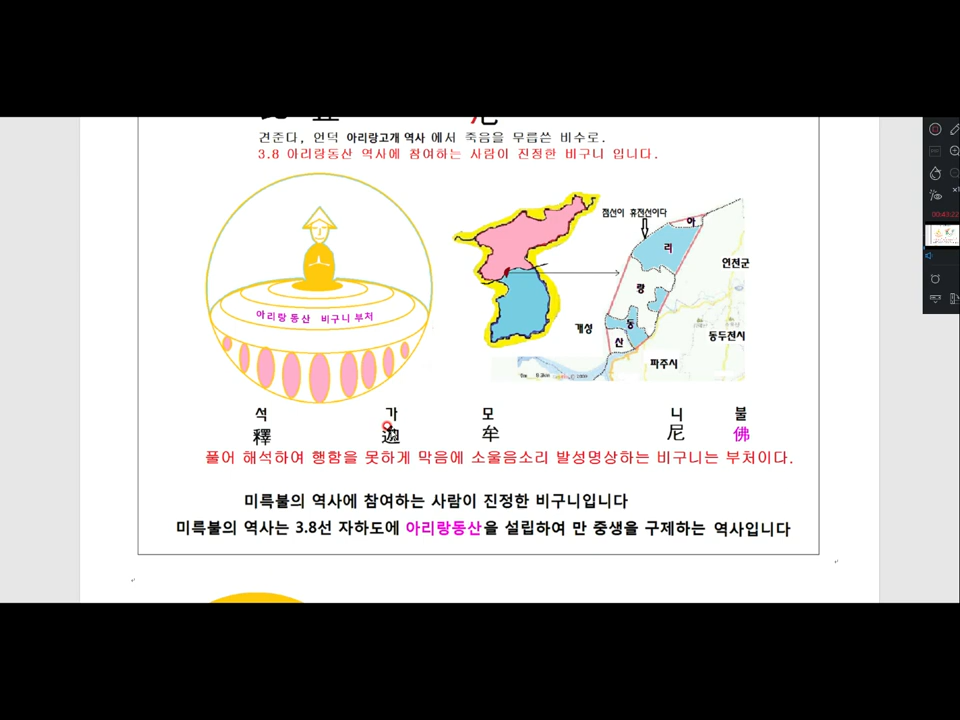 견준다, 언덕 아리랑고개 역사 에서 죽음을 무릅쓴 비수로.
3.8 아리랑동산 역사에 참여하는 사람이 진정한 비구니 입니다.
점선이 휴전선이다
아
리
랑
동
산
연천군
개성
동두천시
파주시
아리랑동산 비구니부처
석 가 모 니 불
釋 迦 牟 尼 佛
풀어 해석하여 행함을 못하게 막음에 소울음소리 발성명상하는 비구니는 부처이다.
미륵불의 역사에 참여하는 사람이 진정한 비구니입니다
미륵불의 역사는 3.8선 자하도에 아리랑동산을 설립하여 만 중생을 구제하는 역사입니다
00:43:22